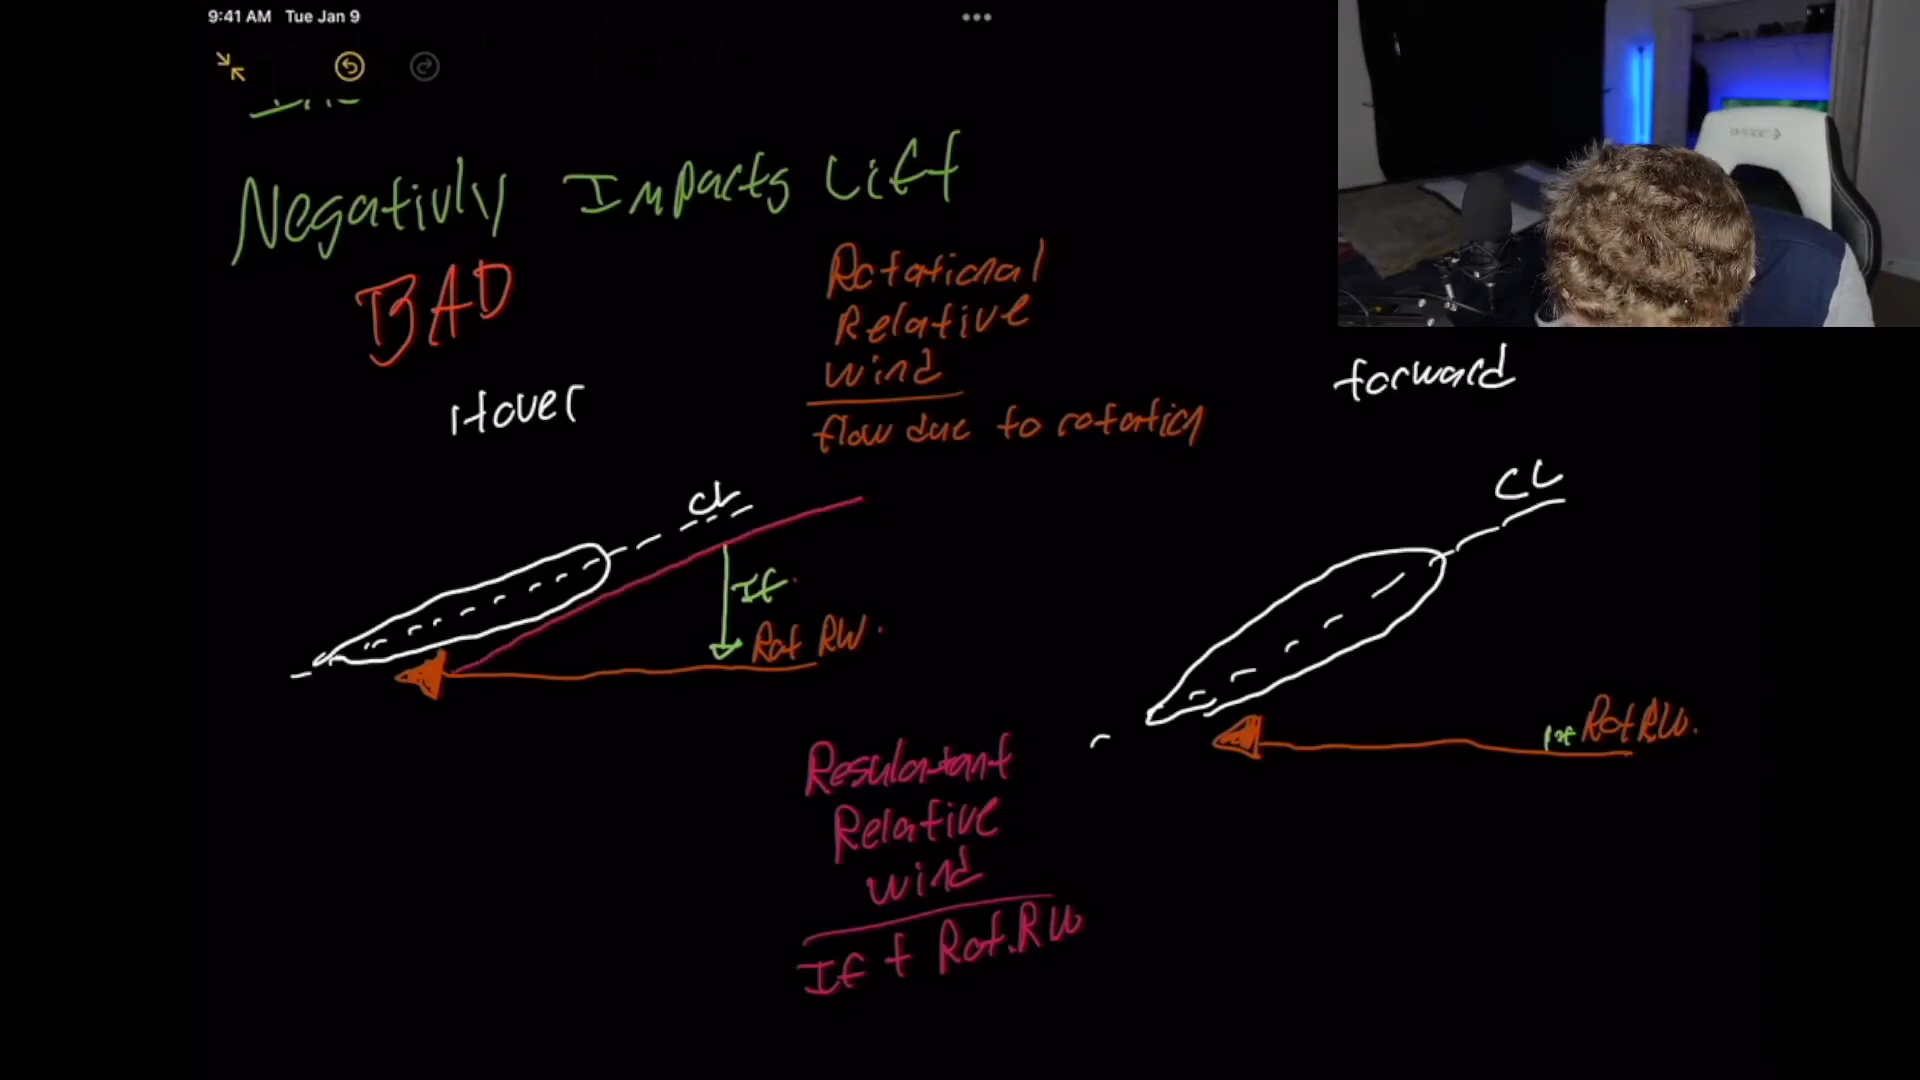 9:41 AM Tue Jan 9
Negativly Impacts Lift
BAD
Rotational
Relative
Wind
flow due to rotation
Hover
forward
CL
CL
If
Rot RW.
If
Rot RW.
Resulatant
Relative
Wind
If + Rot.RW